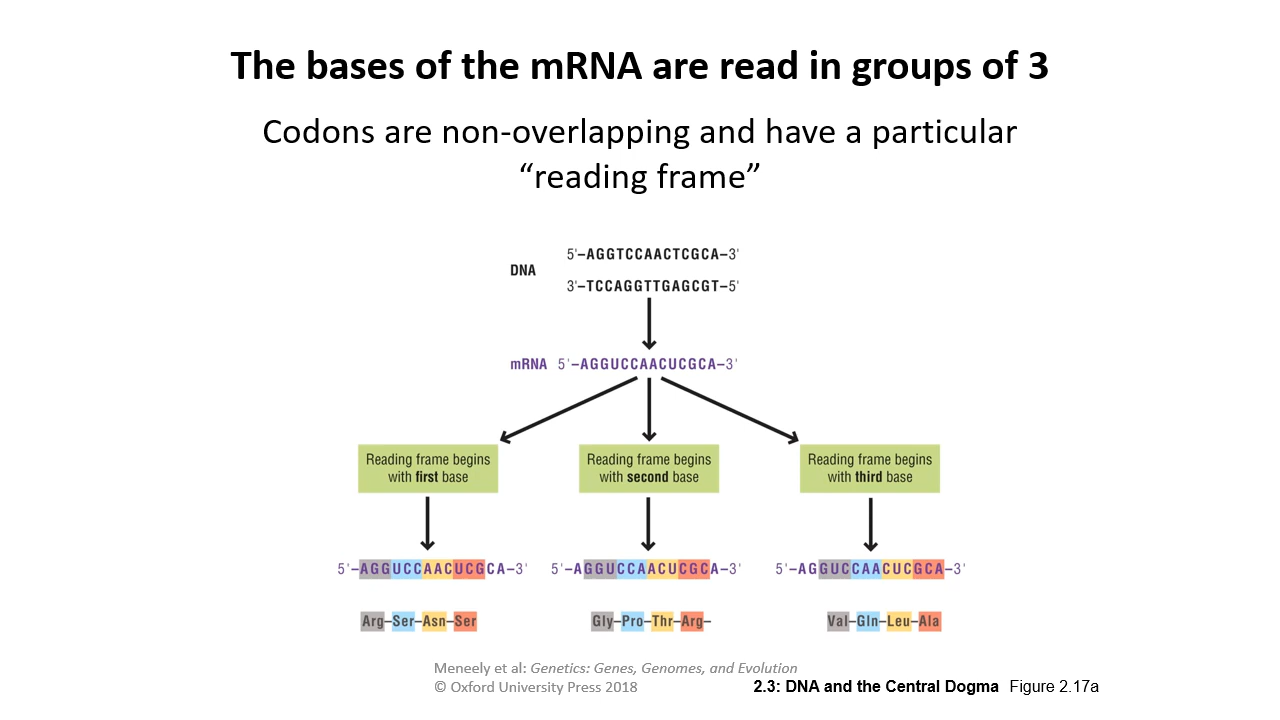 The bases of the mRNA are read in groups of 3
Codons are non-overlapping and have a particular
“reading frame”
DNA
5'–AGGTCCAACTCGCA–3'
3'–TCCAGGTTGAGCGT–5'
mRNA 5'–AGGUCCAACUCGCA–3'
Reading frame begins
with first base
Reading frame begins
with second base
Reading frame begins
with third base
5'–AGGUCCAACUCGCA–3'
5'–AGGUCCAACUCGCA–3'
5'–AGGUCCAACUCGCA–3'
Arg–Ser–Asn–Ser
Gly–Pro–Thr–Arg–
Val–Gln–Leu–Ala
Meneely et al: Genetics: Genes, Genomes, and Evolution
© Oxford University Press 2018
2.3: DNA and the Central Dogma Figure 2.17a